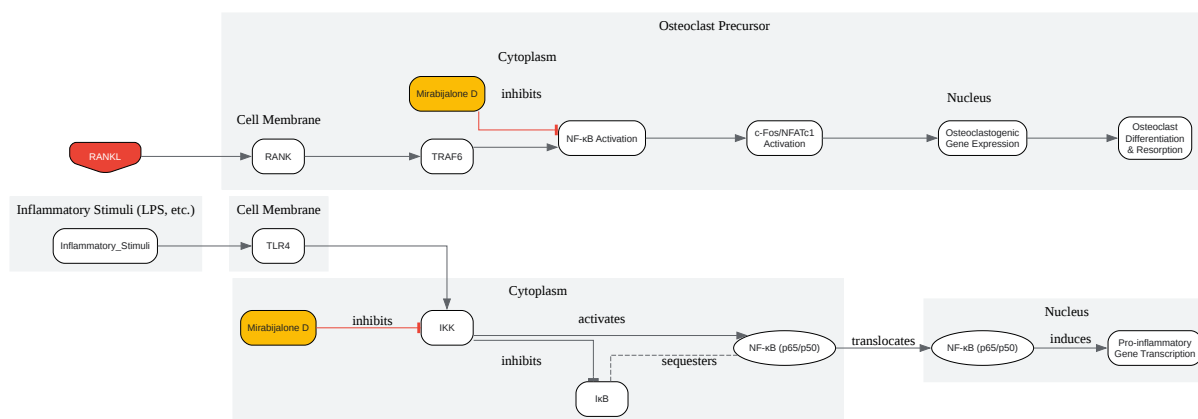 Osteoclast Precursor
Cytoplasm
Mirabijalone D
inhibits
Nucleus
Cell Membrane
RANKL
RANK
TRAF6
NF-κB Activation
c-Fos/NFATc1
Activation
Osteoclastogenic
Gene Expression
Osteoclast
Differentiation
& Resorption
Inflammatory Stimuli (LPS, etc.)
Cell Membrane
Inflammatory_Stimuli
TLR4
Cytoplasm
Mirabijalone D
inhibits
IKK
activates
inhibits
sequesters
IκB
NF-κB (p65/p50)
translocates
Nucleus
NF-κB (p65/p50)
induces
Pro-inflammatory
Gene Transcription